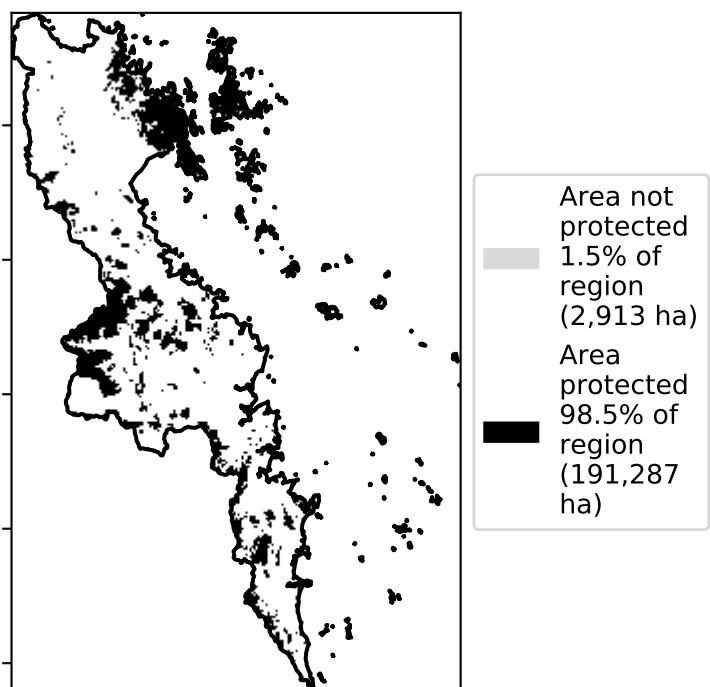 Area not
protected
1.5% of
region
(2,913 ha)
Area
protected
98.5% of
region
(191,287
ha)